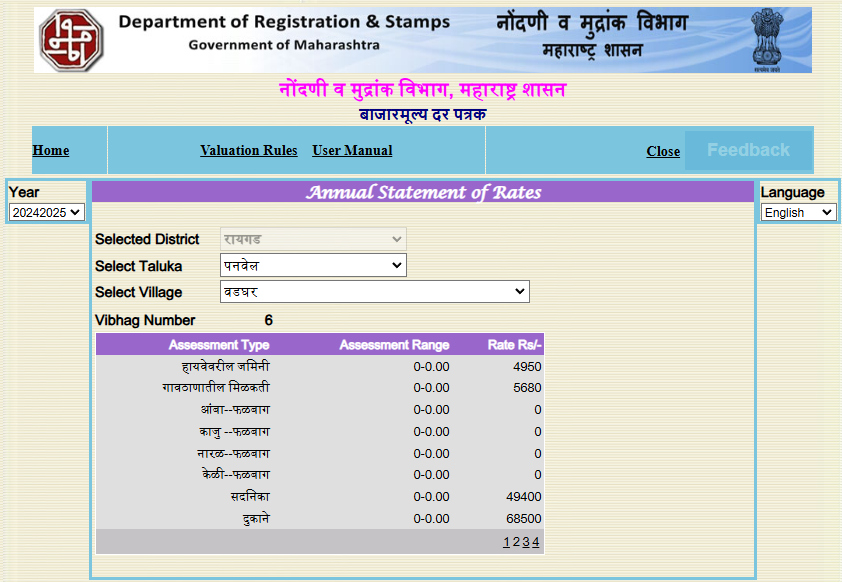 Department of Registration & Stamps
Government of Maharashtra
नोंदणी व मुद्रांक विभाग
महाराष्ट्र शासन
नोंदणी व मुद्रांक विभाग, महाराष्ट्र शासन
बाजारमूल्य दर पत्रक
Home Valuation Rules User Manual Close Feedback
Year Annual Statement of Rates Language
20242025 English
Selected District रायगड
Select Taluka पनवेल
Select Village वडघर
Vibhag Number 6
Assessment Type Assessment Range Rate Rs/-
हायवेवरील जमिनी 0-0.00 4950
गावठाणातील मिळकती 0-0.00 5680
आंबा--फळबाग 0-0.00 0
काजु --फळबाग 0-0.00 0
नारळ--फळबाग 0-0.00 0
केळी--फळबाग 0-0.00 0
सदनिका 0-0.00 49400
दुकाने 0-0.00 68500
1 2 3 4